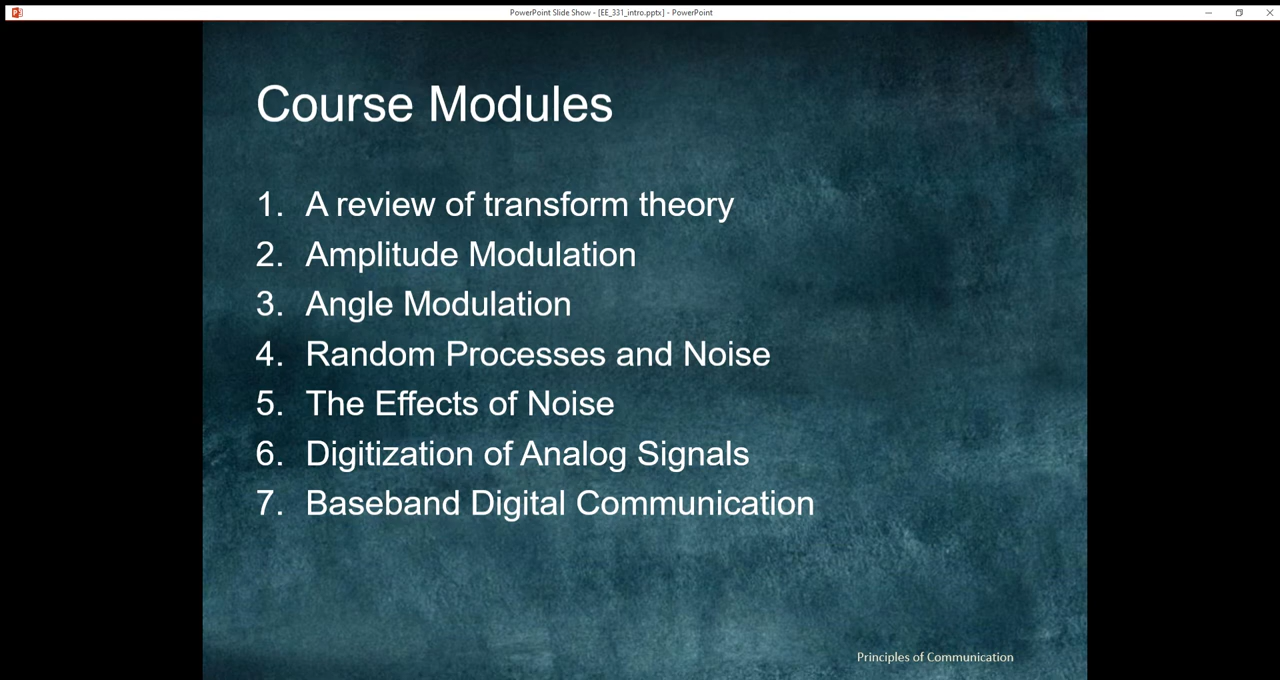 PowerPoint Slide Show - [EE_331_intro.pptx] - PowerPoint
Course Modules
1. A review of transform theory
2. Amplitude Modulation
3. Angle Modulation
4. Random Processes and Noise
5. The Effects of Noise
6. Digitization of Analog Signals
7. Baseband Digital Communication
Principles of Communication